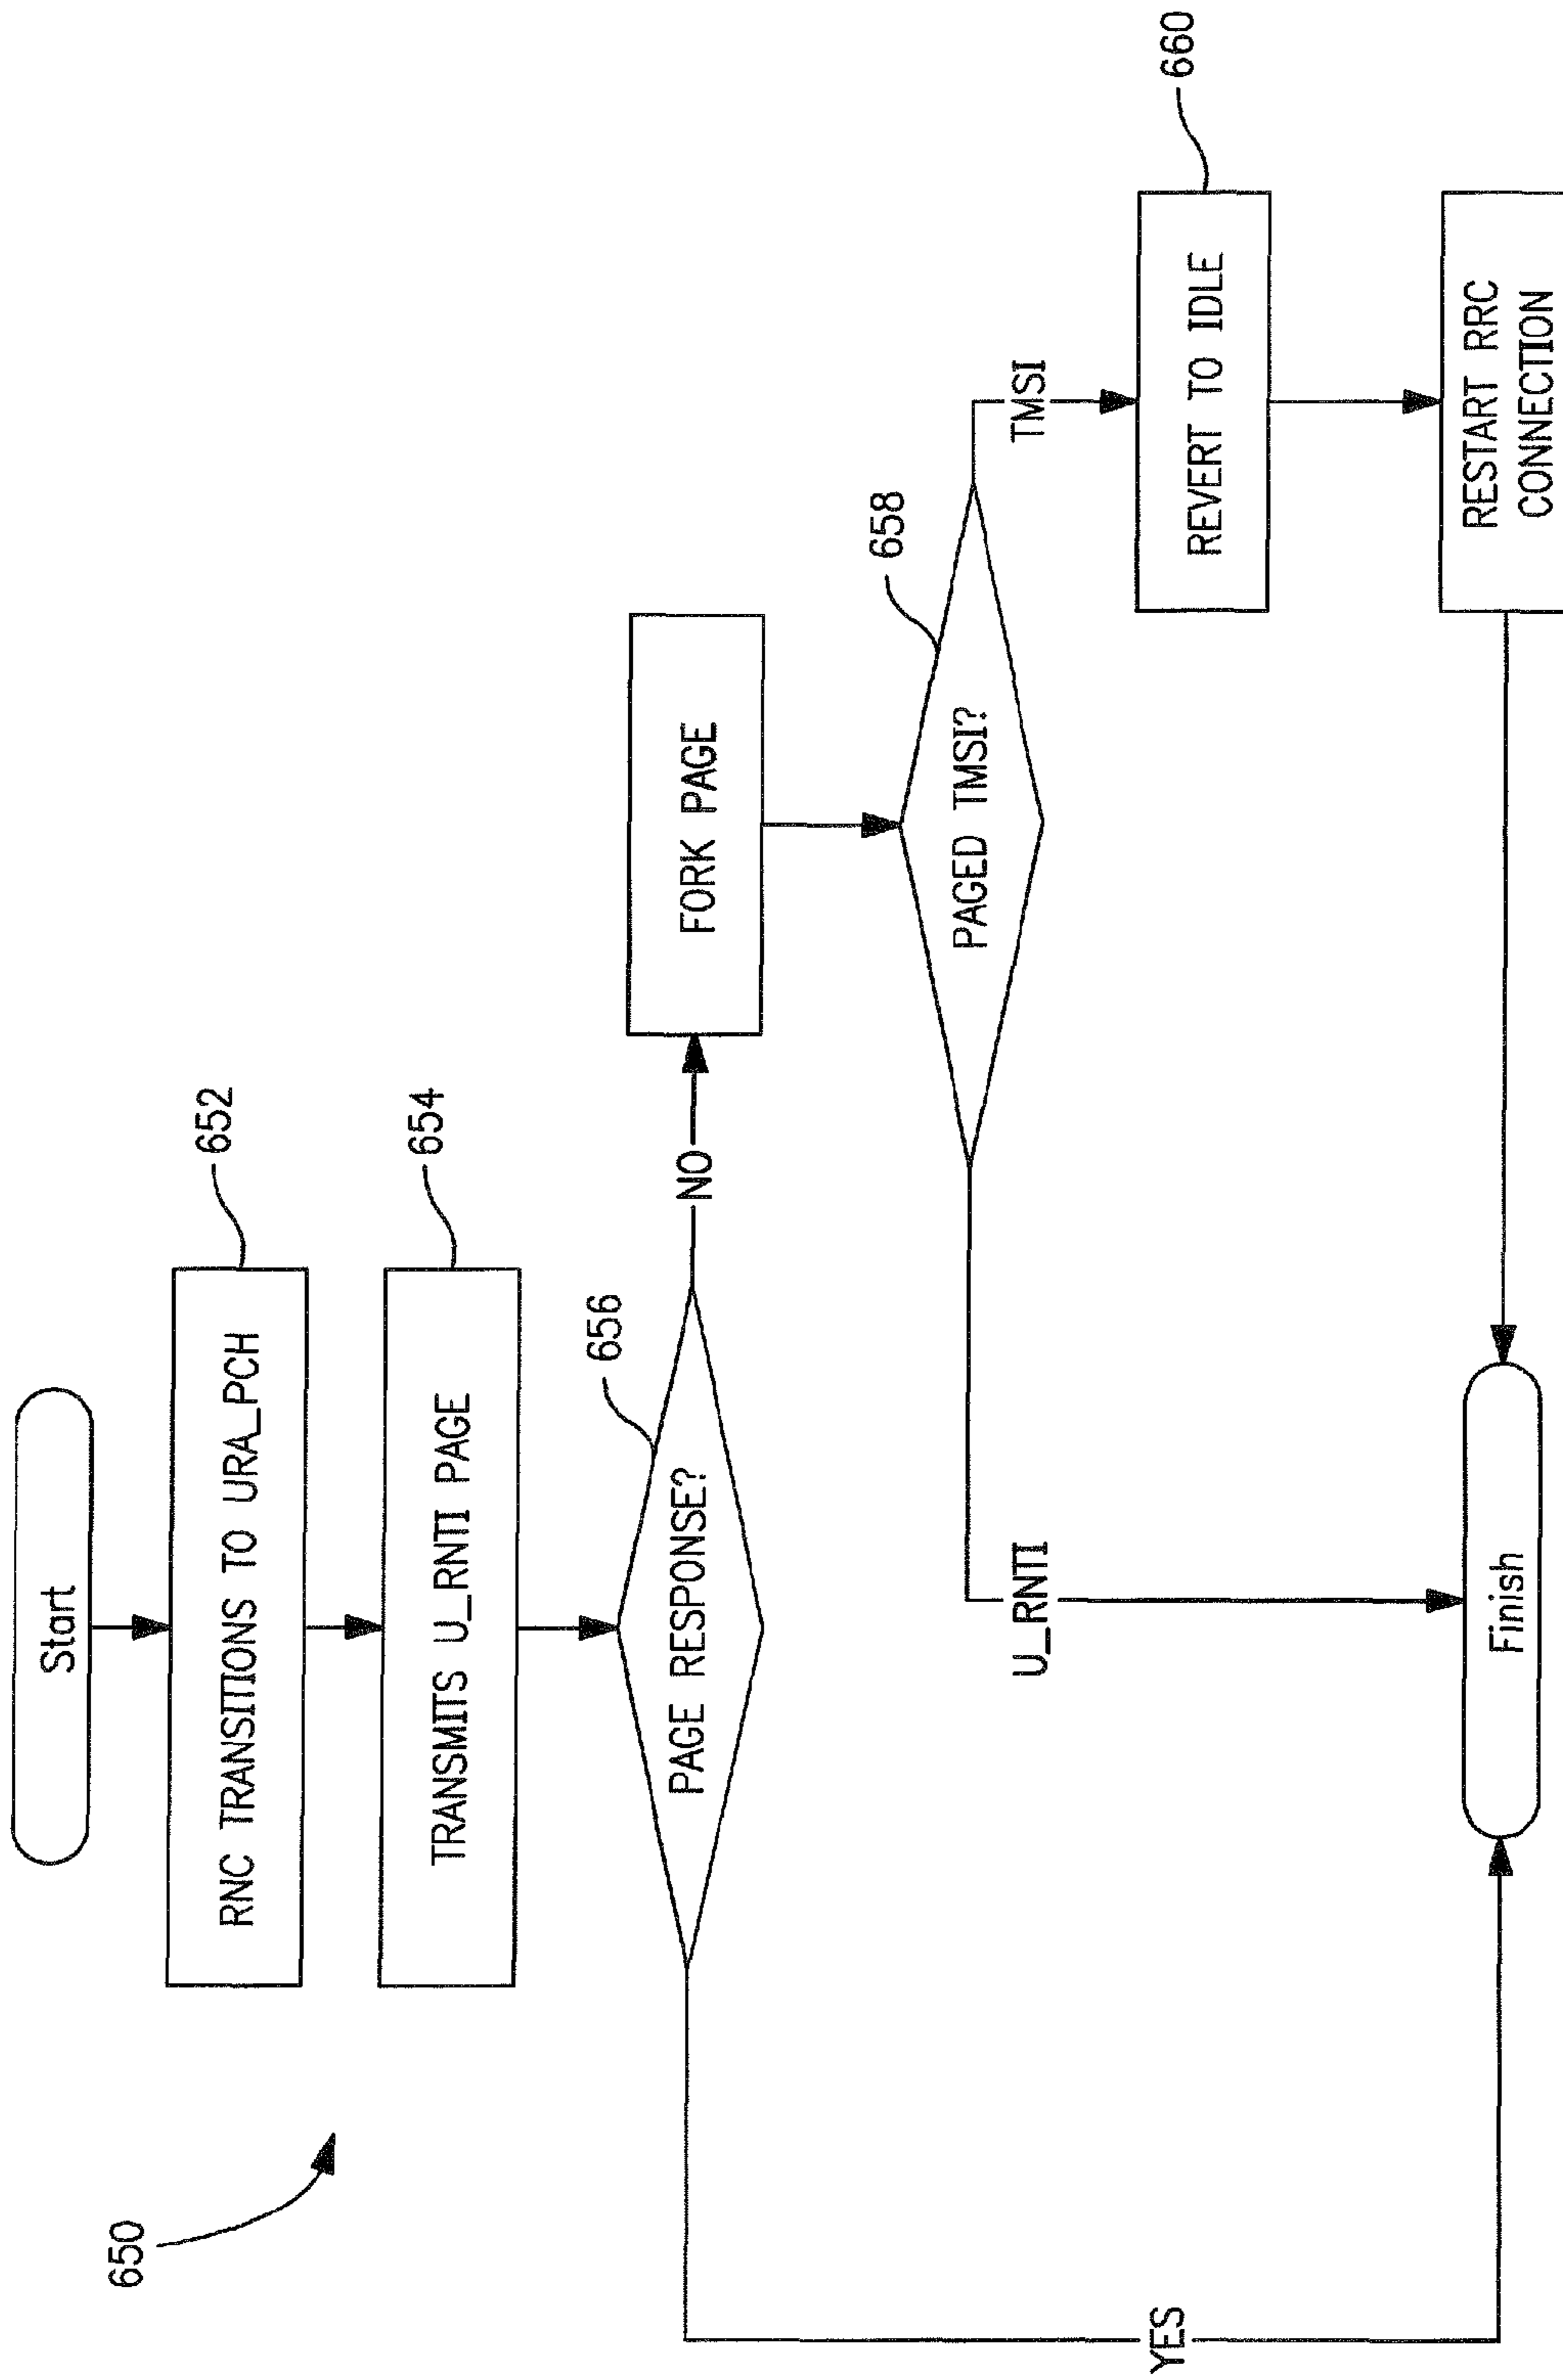 650
Start
RNC TRANSITIONS TO URA_PCH
652
TRANSMITS U_RNTI PAGE
654
656
PAGE RESPONSE?
NO
FORK PAGE
658
PAGED TMSI?
TMSI
U_RNTI
660
REVERT TO IDLE
YES
RESTART RRC
CONNECTION
Finish